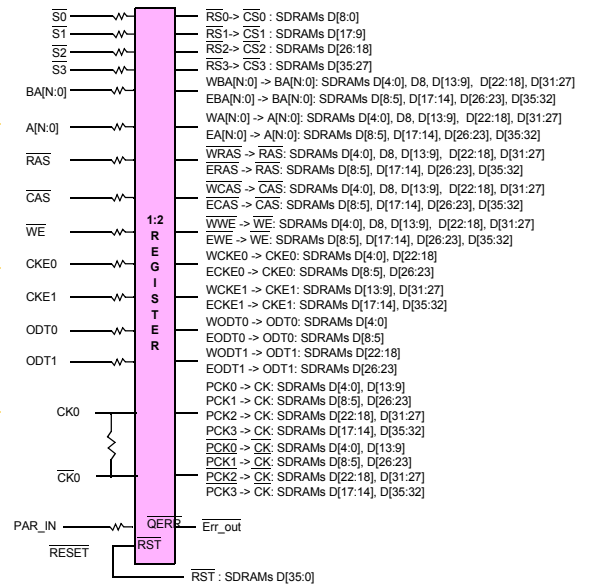 S0
RS0-> CS0 : SDRAMs D[8:0]
S1
RS1-> CS1 : SDRAMs D[17:9]
S2
RS2-> CS2 : SDRAMs D[26:18]
S3
RS3-> CS3 : SDRAMs D[35:27]
BA[N:0]
WBA[N:0] -> BA[N:0]: SDRAMs D[4:0], D8, D[13:9], D[22:18], D[31:27]
EBA[N:0] -> BA[N:0]: SDRAMs D[8:5], D[17:14], D[26:23], D[35:32]
A[N:0]
WA[N:0] -> A[N:0]: SDRAMs D[4:0], D8, D[13:9], D[22:18], D[31:27]
EA[N:0] -> A[N:0]: SDRAMs D[8:5], D[17:14], D[26:23], D[35:32]
RAS
WRAS -> RAS: SDRAMs D[4:0], D8, D[13:9], D[22:18], D[31:27]
ERAS -> RAS: SDRAMs D[8:5], D[17:14], D[26:23], D[35:32]
CAS
WCAS -> CAS: SDRAMs D[4:0], D8, D[13:9], D[22:18], D[31:27]
ECAS -> CAS: SDRAMs D[8:5], D[17:14], D[26:23], D[35:32]
WE
WWE -> WE: SDRAMs D[4:0], D8, D[13:9], D[22:18], D[31:27]
EWE -> WE: SDRAMs D[8:5], D[17:14], D[26:23], D[35:32]
CKE0
WCKE0 -> CKE0: SDRAMs D[4:0], D[22:18]
ECKE0 -> CKE0: SDRAMs D[8:5], D[26:23]
CKE1
WCKE1 -> CKE1: SDRAMs D[13:9], D[31:27]
ECKE1 -> CKE1: SDRAMs D[17:14], D[35:32]
ODT0
WODT0 -> ODT0: SDRAMs D[4:0]
EODT0 -> ODT0: SDRAMs D[8:5]
ODT1
WODT1 -> ODT1: SDRAMs D[22:18]
EODT1 -> ODT1: SDRAMs D[26:23]
1:2
R
E
G
I
S
T
E
R
CK0
PCK0 -> CK: SDRAMs D[4:0], D[13:9]
PCK1 -> CK: SDRAMs D[8:5], D[26:23]
PCK2 -> CK: SDRAMs D[22:18], D[31:27]
PCK3 -> CK: SDRAMs D[17:14], D[35:32]
CK0
PCK0 -> CK: SDRAMs D[4:0], D[13:9]
PCK1 -> CK: SDRAMs D[8:5], D[26:23]
PCK2 -> CK: SDRAMs D[22:18], D[31:27]
PCK3 -> CK: SDRAMs D[17:14], D[35:32]
PAR_IN
QERR
Err_out
RESET
RST
RST : SDRAMs D[35:0]